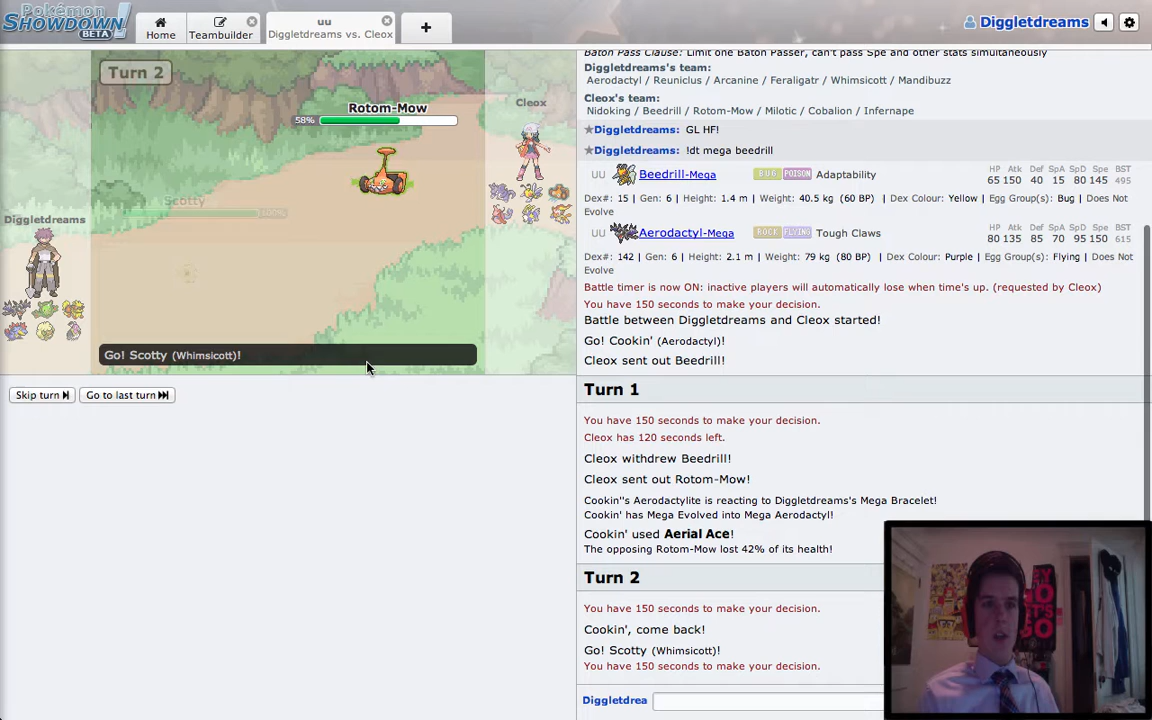 Pokémon
SHOWDOWN!
BETA
Home
Teambuilder
uu
Diggletdreams vs. Cleox
+
Diggletdreams
Turn 2
Rotom-Mow
58%
Cleox
Scotty
100%
Diggletdreams
Go! Scotty (Whimsicott)!
Skip turn
Go to last turn
Baton Pass Clause: Limit one Baton Passer, can't pass Spe and other stats simultaneously
Diggletdreams's team:
Aerodactyl / Reuniclus / Arcanine / Feraligatr / Whimsicott / Mandibuzz
Cleox's team:
Nidoking / Beedrill / Rotom-Mow / Milotic / Cobalion / Infernape
★Diggletdreams: GL HF!
★Diggletdreams: !dt mega beedrill
UU Beedrill-Mega BUG POISON Adaptability HP 65 Atk 150 Def 40 SpA 15 SpD 80 Spe 145 BST 495
Dex#: 15 | Gen: 6 | Height: 1.4 m | Weight: 40.5 kg (60 BP) | Dex Colour: Yellow | Egg Group(s): Bug | Does Not
Evolve
UU Aerodactyl-Mega ROCK FLYING Tough Claws HP 80 Atk 135 Def 85 SpA 70 SpD 95 Spe 150 BST 615
Dex#: 142 | Gen: 6 | Height: 2.1 m | Weight: 79 kg (80 BP) | Dex Colour: Purple | Egg Group(s): Flying | Does Not
Evolve
Battle timer is now ON: inactive players will automatically lose when time's up. (requested by Cleox)
You have 150 seconds to make your decision.
Battle between Diggletdreams and Cleox started!
Go! Cookin' (Aerodactyl)!
Cleox sent out Beedrill!
Turn 1
You have 150 seconds to make your decision.
Cleox has 120 seconds left.
Cleox withdrew Beedrill!
Cleox sent out Rotom-Mow!
Cookin''s Aerodactylite is reacting to Diggletdreams's Mega Bracelet!
Cookin' has Mega Evolved into Mega Aerodactyl!
Cookin' used Aerial Ace!
The opposing Rotom-Mow lost 42% of its health!
Turn 2
You have 150 seconds to make your decision.
Cookin', come back!
Go! Scotty (Whimsicott)!
You have 150 seconds to make your decision.
Diggletdrea